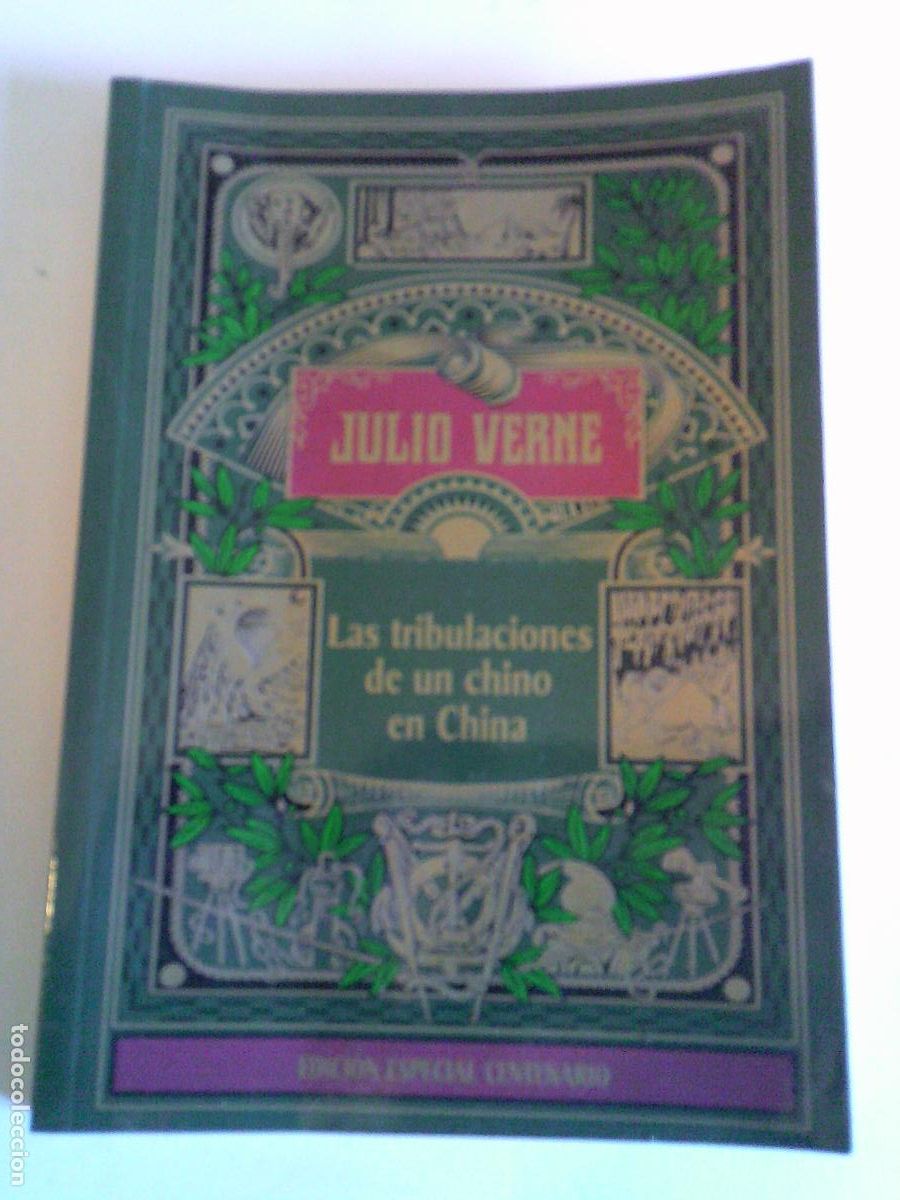 JULIO VERNE
Las tribulaciones
de un chino
en China
EDICIÓN ESPECIAL CENTENARIO
todocoleccion